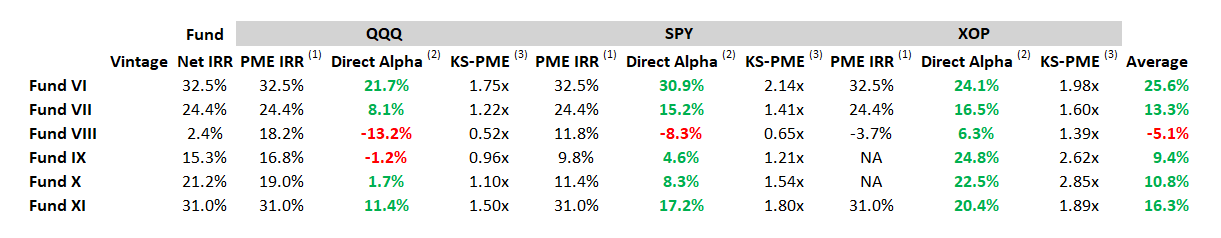 Fund QQQ SPY XOP
Vintage Net IRR PME IRR (1) Direct Alpha (2) KS-PME (3) PME IRR (1) Direct Alpha (2) KS-PME (3) PME IRR (1) Direct Alpha (2) KS-PME (3) Average
Fund VI 32.5% 32.5% 21.7% 1.75x 32.5% 30.9% 2.14x 32.5% 24.1% 1.98x 25.6%
Fund VII 24.4% 24.4% 8.1% 1.22x 24.4% 15.2% 1.41x 24.4% 16.5% 1.60x 13.3%
Fund VIII 2.4% 18.2% -13.2% 0.52x 11.8% -8.3% 0.65x -3.7% 6.3% 1.39x -5.1%
Fund IX 15.3% 16.8% -1.2% 0.96x 9.8% 4.6% 1.21x NA 24.8% 2.62x 9.4%
Fund X 21.2% 19.0% 1.7% 1.10x 11.4% 8.3% 1.54x NA 22.5% 2.85x 10.8%
Fund XI 31.0% 31.0% 11.4% 1.50x 31.0% 17.2% 1.80x 31.0% 20.4% 1.89x 16.3%